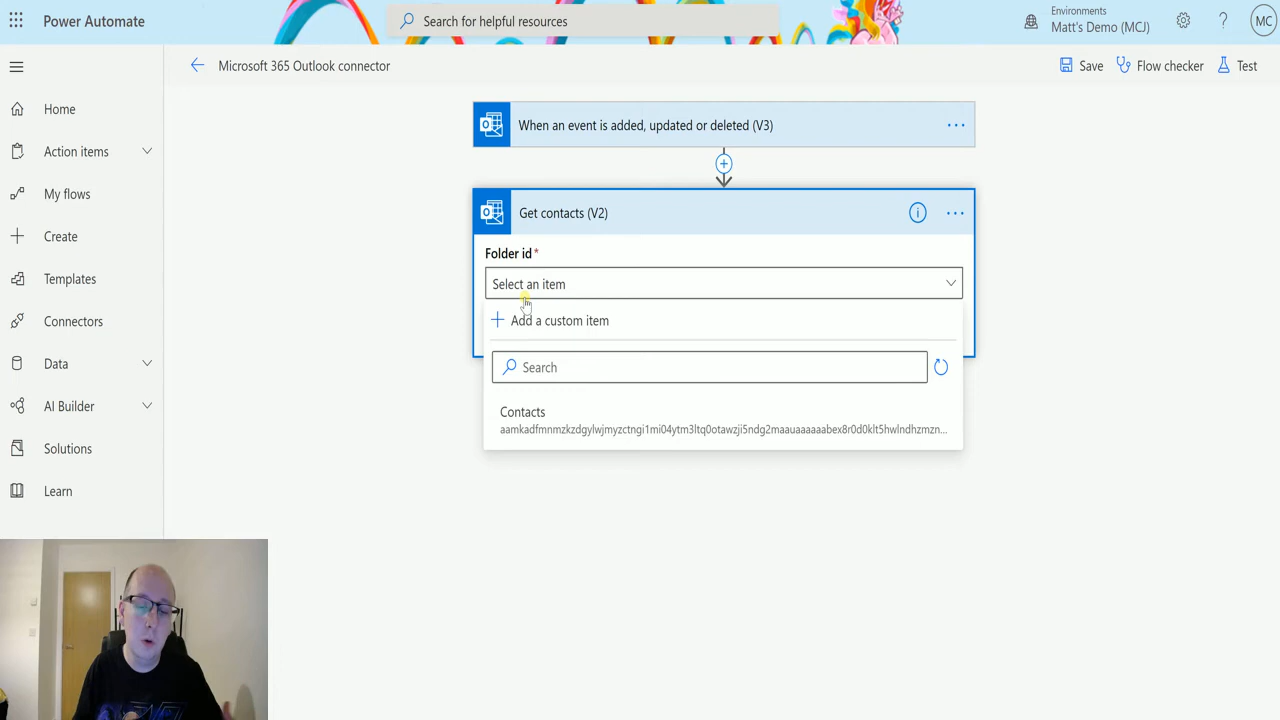 Power Automate
Search for helpful resources
Environments
Matt's Demo (MCJ)
?
MC
Microsoft 365 Outlook connector
Save
Flow checker
Test
Home
Action items
My flows
Create
Templates
Connectors
Data
AI Builder
Solutions
Learn
When an event is added, updated or deleted (V3)
Get contacts (V2)
Folder id *
Select an item
Add a custom item
Search
Contacts
aamkadfmnmzkzdgylwjmyzctngi1mi04ytm3ltq0otawzji5ndg2maauaaaaaabex8r0d0klt5hwlndhzmzn...